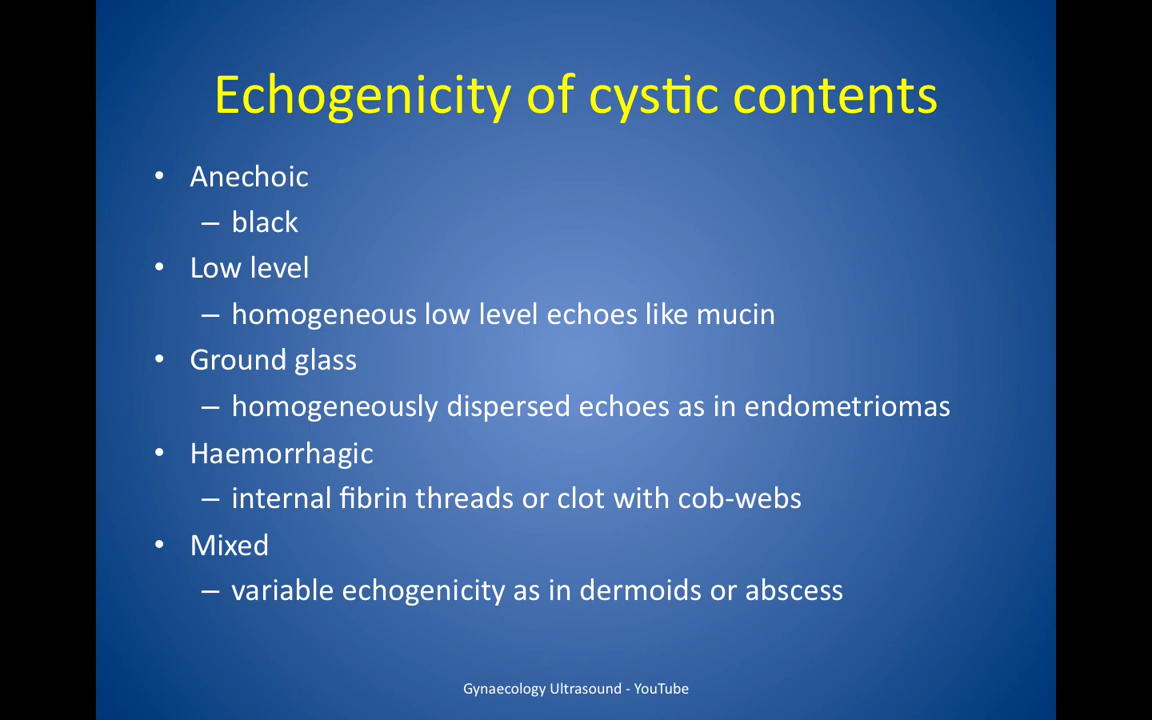 Echogenicity of cystic contents
• Anechoic
– black
• Low level
– homogeneous low level echoes like mucin
• Ground glass
– homogeneously dispersed echoes as in endometriomas
• Haemorrhagic
– internal fibrin threads or clot with cob-webs
• Mixed
– variable echogenicity as in dermoids or abscess
Gynaecology Ultrasound - YouTube